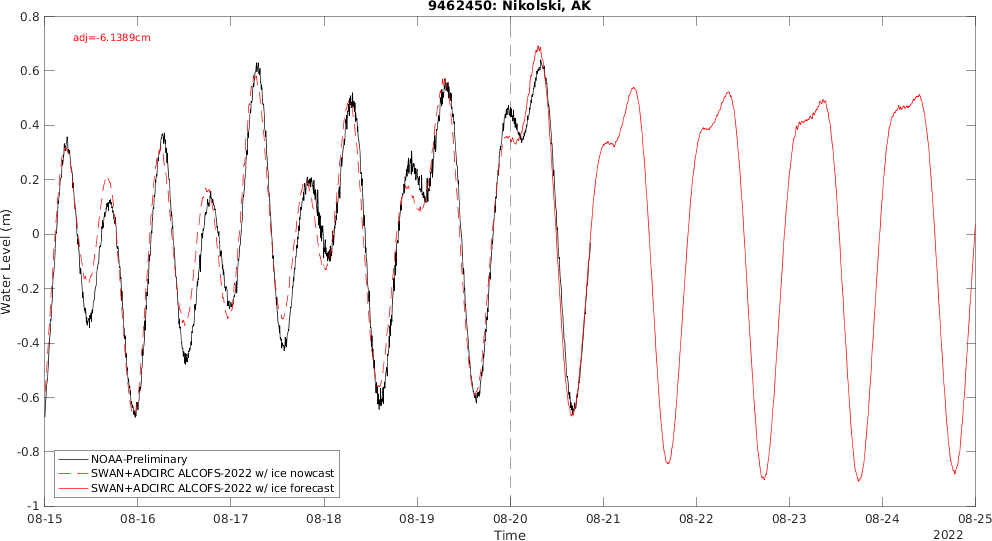 9462450: Nikolski, AK
adj=-6.1389cm
Water Level (m)
0.8
0.6
0.4
0.2
0
-0.2
-0.4
-0.6
-0.8
-1
NOAA-Preliminary
SWAN+ADCIRC ALCOFS-2022 w/ ice nowcast
SWAN+ADCIRC ALCOFS-2022 w/ ice forecast
08-15 08-16 08-17 08-18 08-19 08-20 08-21 08-22 08-23 08-24 08-25
Time
2022